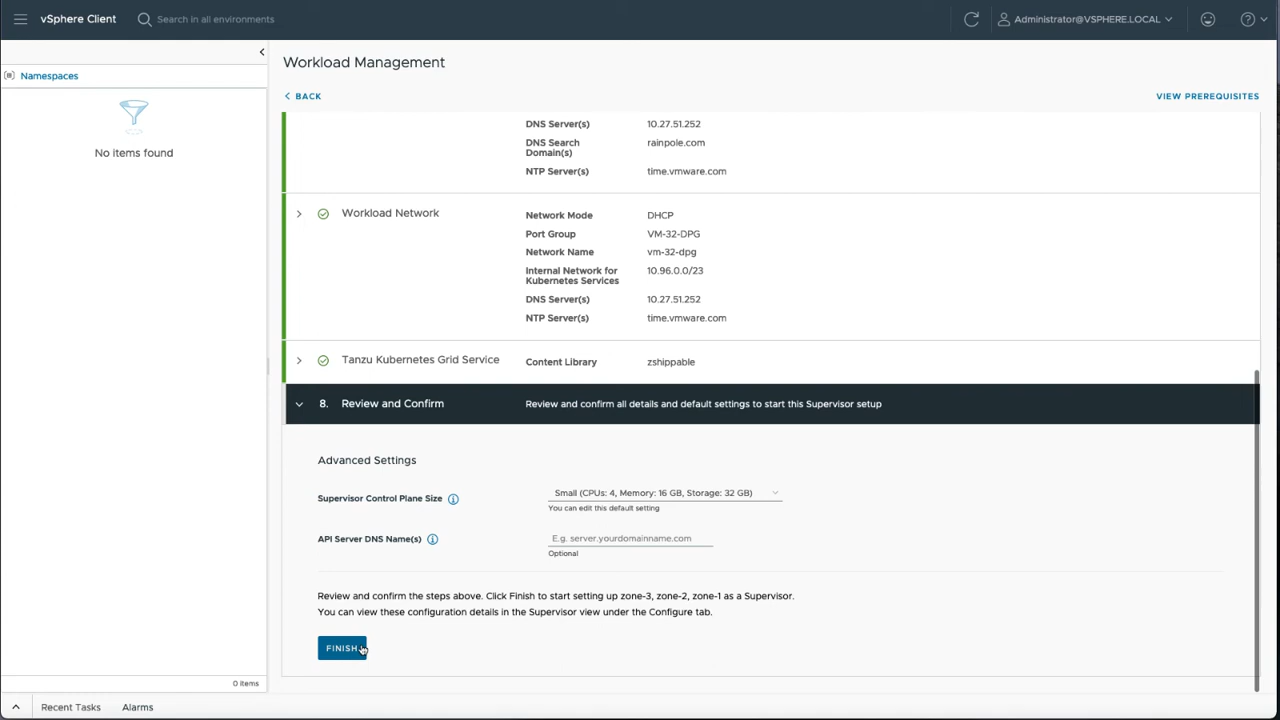 vSphere Client
Search in all environments
Administrator@VSPHERE.LOCAL
Namespaces
No items found
0 items
Workload Management
BACK
VIEW PREREQUISITES
DNS Server(s) 10.27.51.252
DNS Search
Domain(s)
rainpole.com
NTP Server(s) time.vmware.com
Workload Network
Network Mode DHCP
Port Group VM-32-DPG
Network Name vm-32-dpg
Internal Network for
Kubernetes Services
10.96.0.0/23
DNS Server(s) 10.27.51.252
NTP Server(s) time.vmware.com
Tanzu Kubernetes Grid Service Content Library zshippable
8. Review and Confirm Review and confirm all details and default settings to start this Supervisor setup
Advanced Settings
Supervisor Control Plane Size Small (CPUs: 4, Memory: 16 GB, Storage: 32 GB)
You can edit this default setting
API Server DNS Name(s) E.g. server.yourdomainname.com
Optional
Review and confirm the steps above. Click Finish to start setting up zone-3, zone-2, zone-1 as a Supervisor.
You can view these configuration details in the Supervisor view under the Configure tab.
FINISH
Recent Tasks Alarms